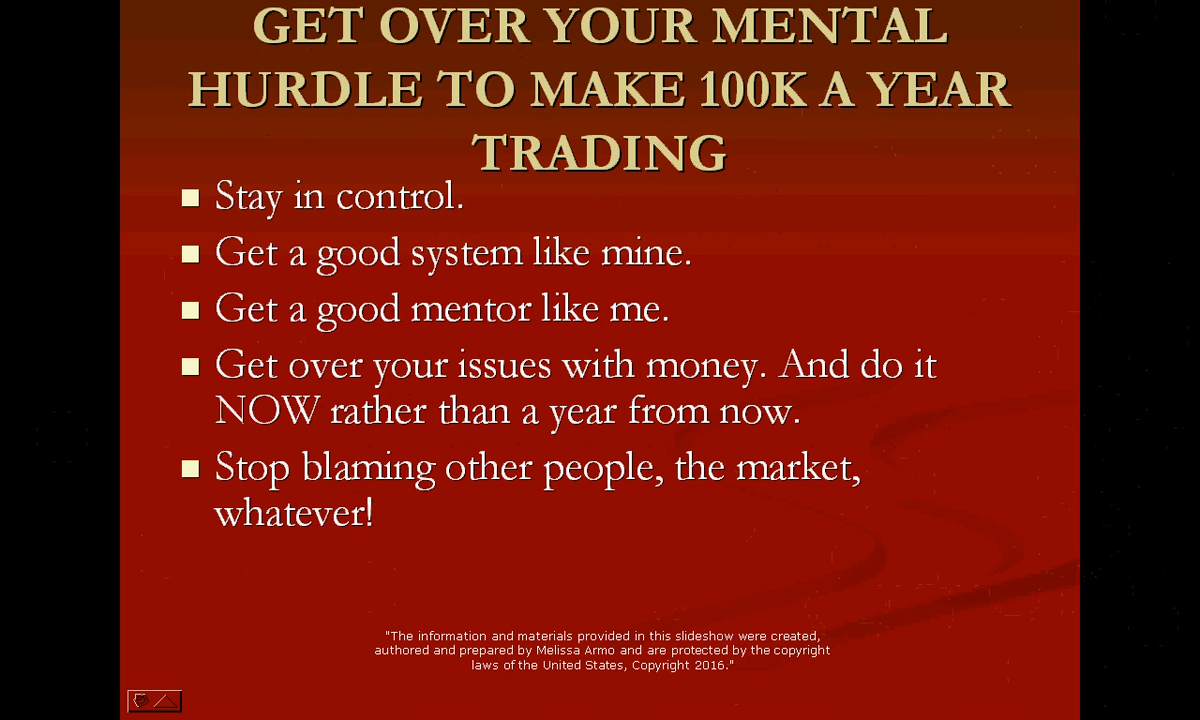 GET OVER YOUR MENTAL
HURDLE TO MAKE 100K A YEAR
TRADING
Stay in control.
Get a good system like mine.
Get a good mentor like me.
Get over your issues with money. And do it
NOW rather than a year from now.
Stop blaming other people, the market,
whatever!
"The information and materials provided in this slideshow were created,
authored and prepared by Melissa Armo and are protected by the copyright
laws of the United States, Copyright 2016."